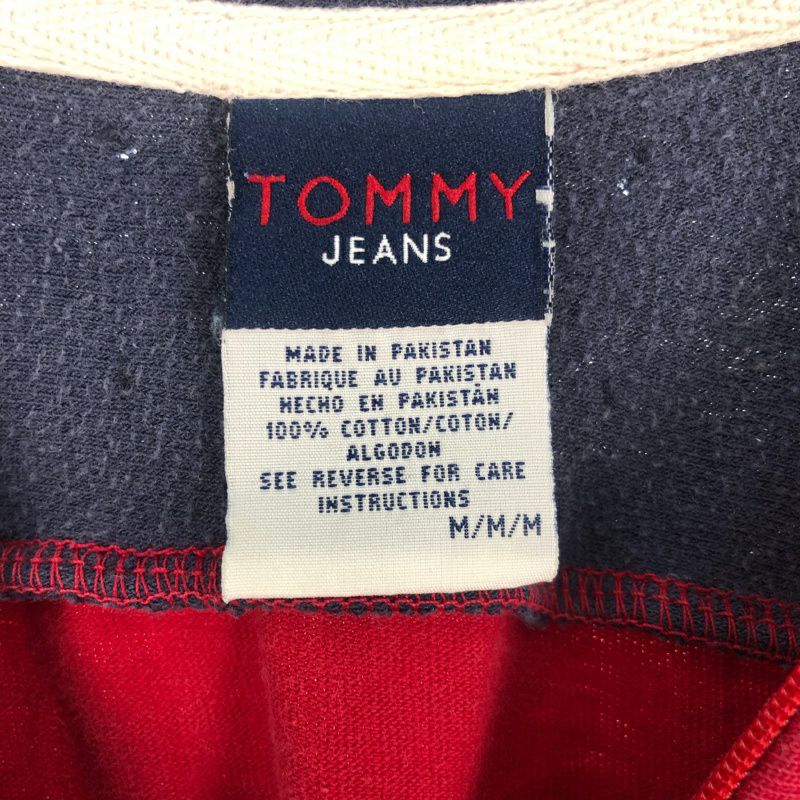 TOMMY
JEANS
MADE IN PAKISTAN
FABRIQUE AU PAKISTAN
HECHO EN PAKISTÁN
100% COTTON/COTON/
ALGODON
SEE REVERSE FOR CARE
INSTRUCTIONS
M/M/M